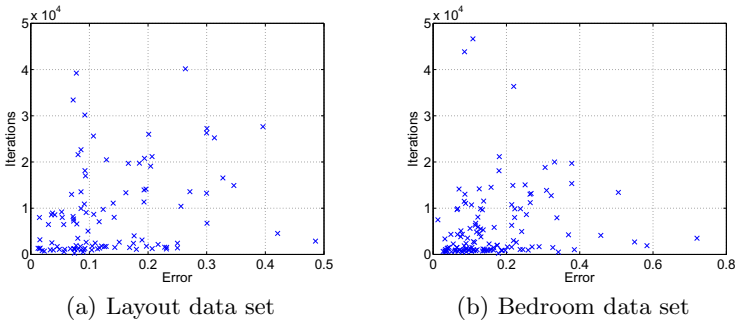 x 10^4
5
4
3
2
1
0
Iterations
0 0.1 0.2 0.3 0.4 0.5
Error
(a) Layout data set
x 10^4
5
4
3
2
1
0
Iterations
0 0.2 0.4 0.6 0.8
Error
(b) Bedroom data set